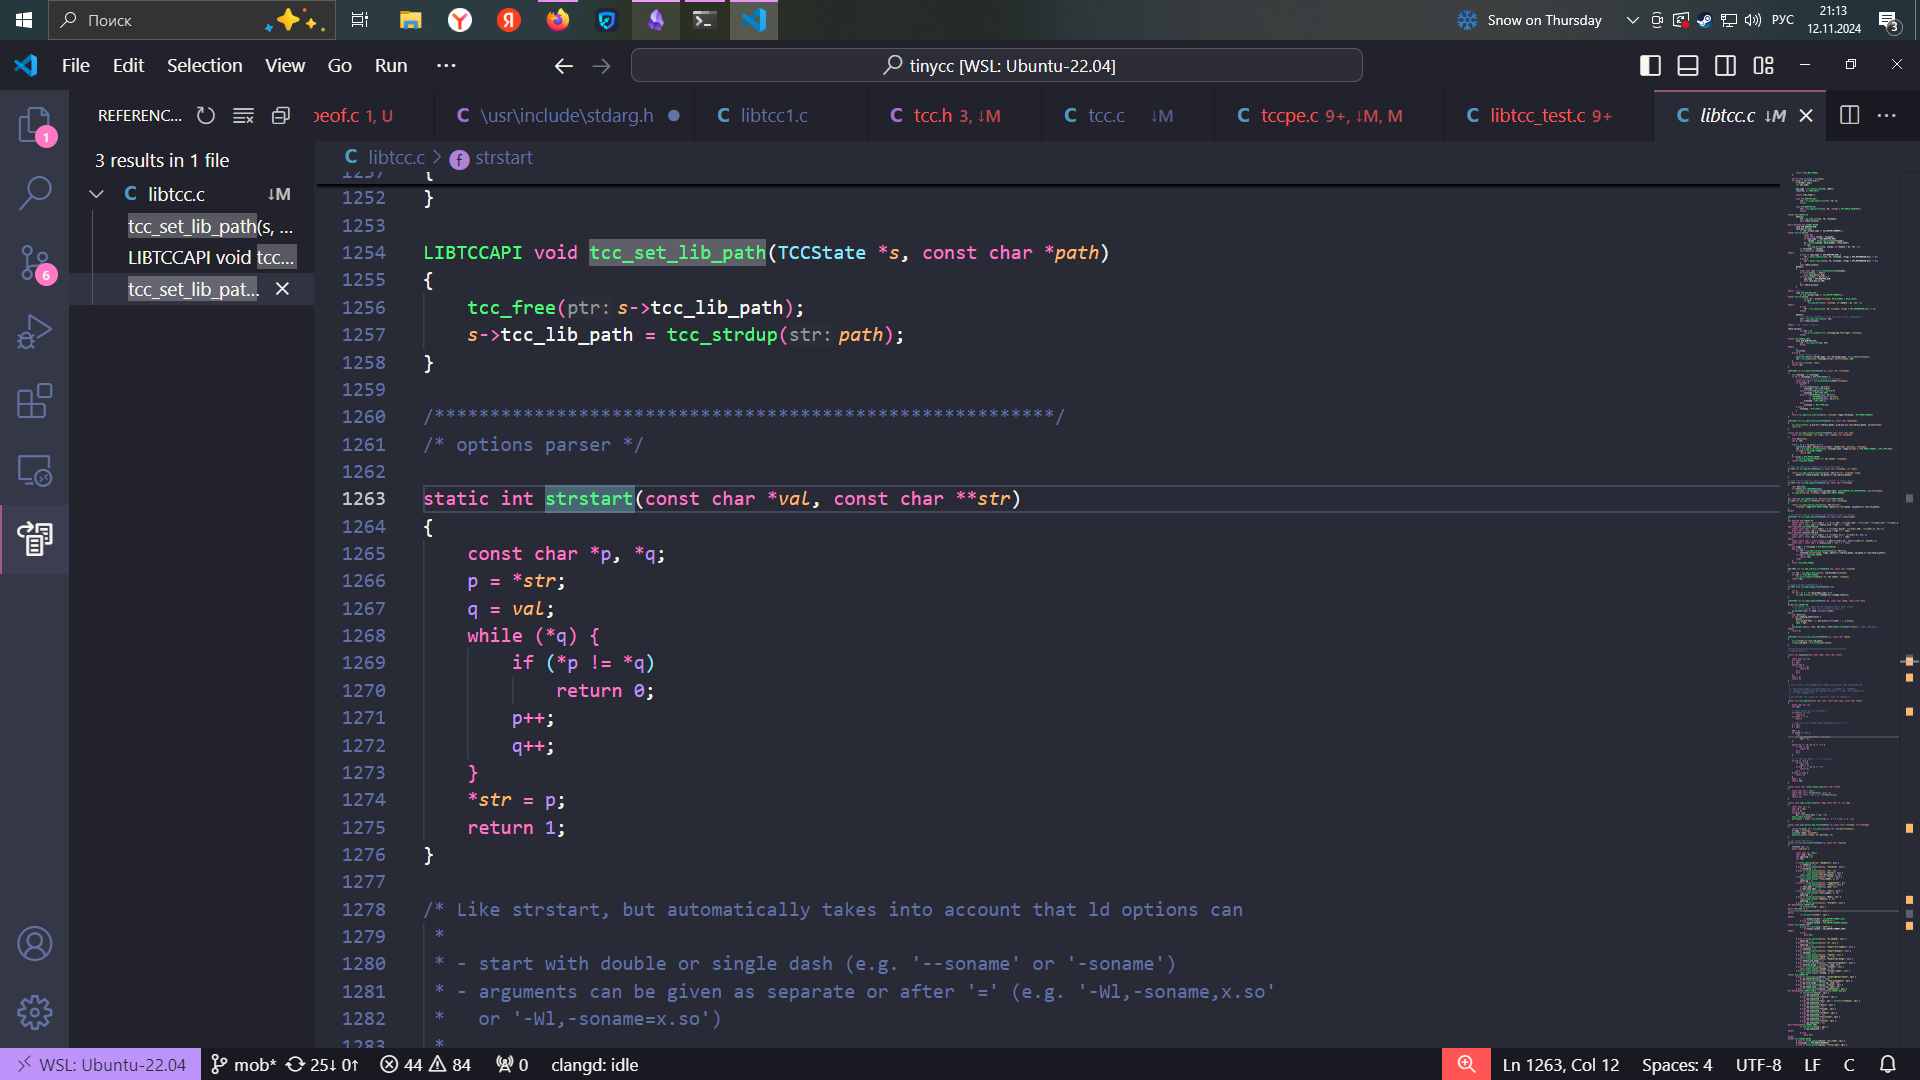 Поиск
Snow on Thursday
РУС
21:13
12.11.2024
3
File Edit Selection View Go Run ···
tinycc [WSL: Ubuntu-22.04]
REFERENC...
peof.c 1, U
C \usr\include\stdarg.h
C libtcc1.c
C tcc.h 3, ↓M
C tcc.c ↓M
C tccpe.c 9+, ↓M, M
C libtcc_test.c 9+
C libtcc.c ↓M
1
6
3 results in 1 file
C libtcc.c ↓M
tcc_set_lib_path(s, ...
LIBTCCAPI void tcc...
tcc_set_lib_pat...
C libtcc.c > f strstart
1252 }
1253
1254 LIBTCCAPI void tcc_set_lib_path(TCCState *s, const char *path)
1255 {
1256     tcc_free(ptr: s->tcc_lib_path);
1257     s->tcc_lib_path = tcc_strdup(str: path);
1258 }
1259
1260 /********************************************************/
1261 /* options parser */
1262
1263 static int strstart(const char *val, const char **str)
1264 {
1265     const char *p, *q;
1266     p = *str;
1267     q = val;
1268     while (*q) {
1269         if (*p != *q)
1270             return 0;
1271         p++;
1272         q++;
1273     }
1274     *str = p;
1275     return 1;
1276 }
1277
1278 /* Like strstart, but automatically takes into account that ld options can
1279  *
1280  * - start with double or single dash (e.g. '--soname' or '-soname')
1281  * - arguments can be given as separate or after '=' (e.g. '-Wl,-soname,x.so'
1282  *   or '-Wl,-soname=x.so')
1283  *
WSL: Ubuntu-22.04
mob*
25↓ 0↑
44
84
0
clangd: idle
Ln 1263, Col 12
Spaces: 4
UTF-8
LF
C